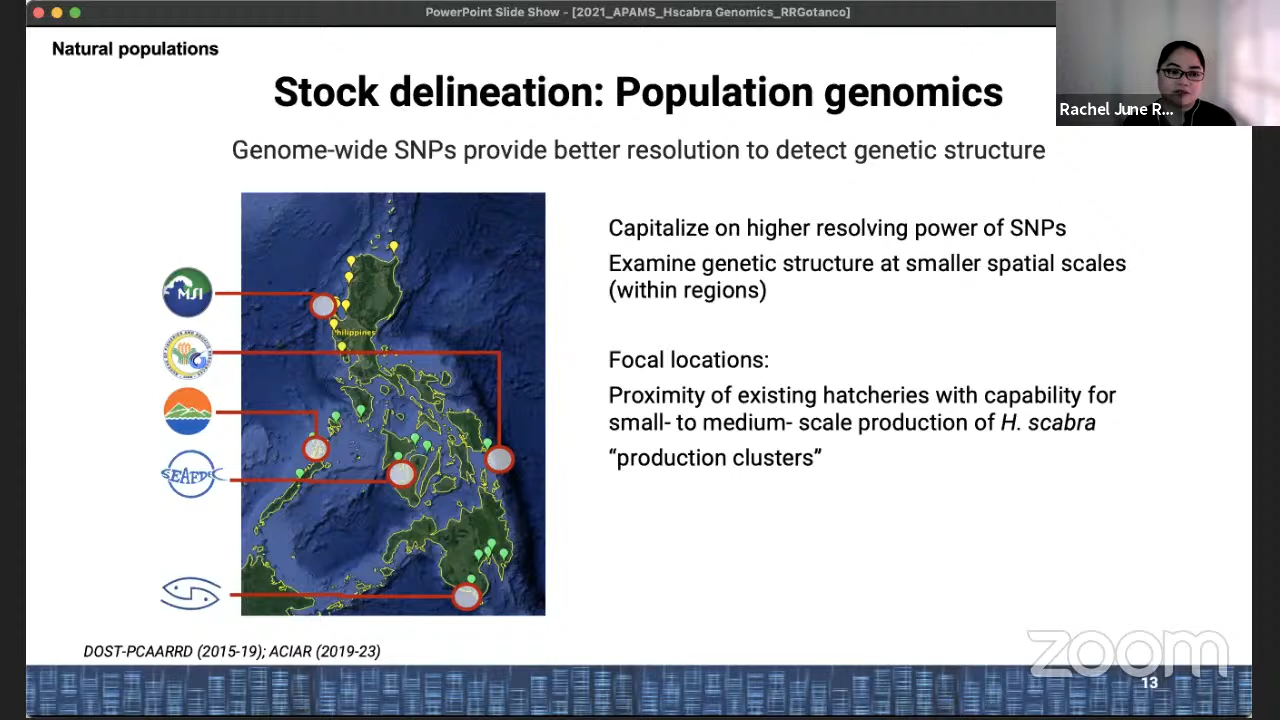 PowerPoint Slide Show - [2021_APAMS_Hscabra Genomics_RRGotanco]
Natural populations
Rachel June R...
Stock delineation: Population genomics
Genome-wide SNPs provide better resolution to detect genetic structure
MSI
Philippines
SEAFDEC
Capitalize on higher resolving power of SNPs
Examine genetic structure at smaller spatial scales
(within regions)
Focal locations:
Proximity of existing hatcheries with capability for
small- to medium- scale production of H. scabra
“production clusters”
DOST-PCAARRD (2015-19); ACIAR (2019-23)
zoom
13